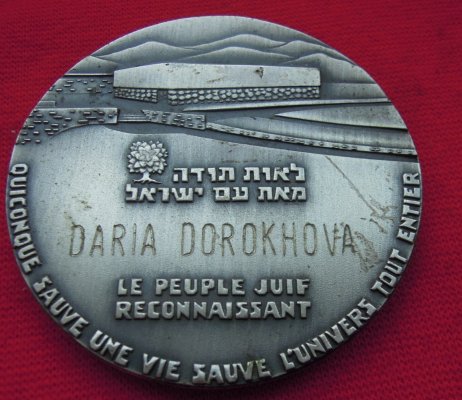 לאות תודה
מאת עם ישראל
DARIA DOROKHOVA
LE PEUPLE JUIF
RECONNAISSANT
QUICONQUE SAUVE UNE VIE SAUVE L'UNIVERS TOUT ENTIER